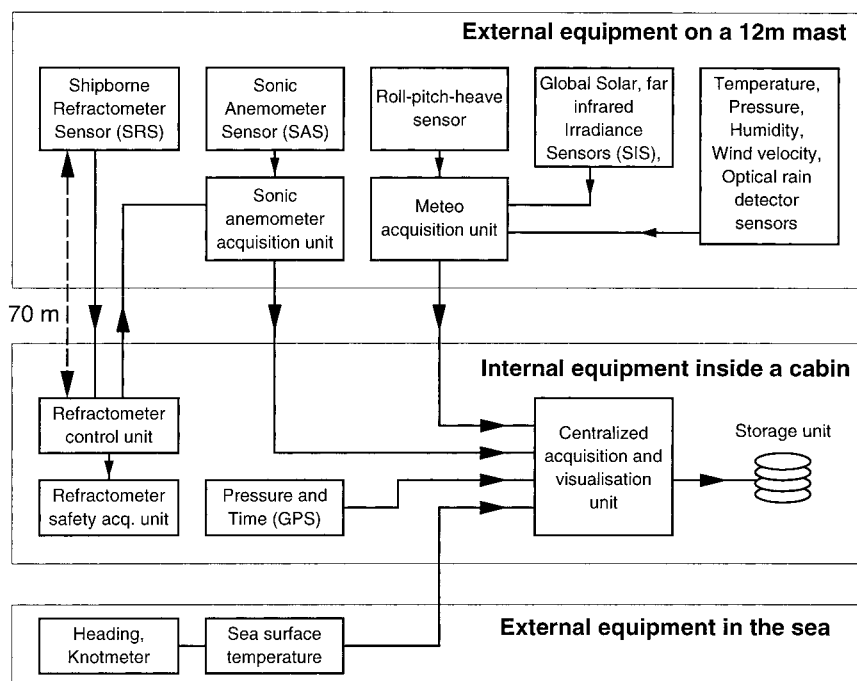 External equipment on a 12m mast
Shipborne
Refractometer
Sensor (SRS)
Sonic
Anemometer
Sensor (SAS)
Roll-pitch-heave
sensor
Global Solar, far
infrared
Irradiance
Sensors (SIS),
Temperature,
Pressure,
Humidity,
Wind velocity,
Optical rain
detector
sensors
Sonic
anemometer
acquisition unit
Meteo
acquisition unit
70 m
Internal equipment inside a cabin
Refractometer
control unit
Refractometer
safety acq. unit
Pressure and
Time (GPS)
Centralized
acquisition and
visualisation
unit
Storage unit
External equipment in the sea
Heading,
Knotmeter
Sea surface
temperature